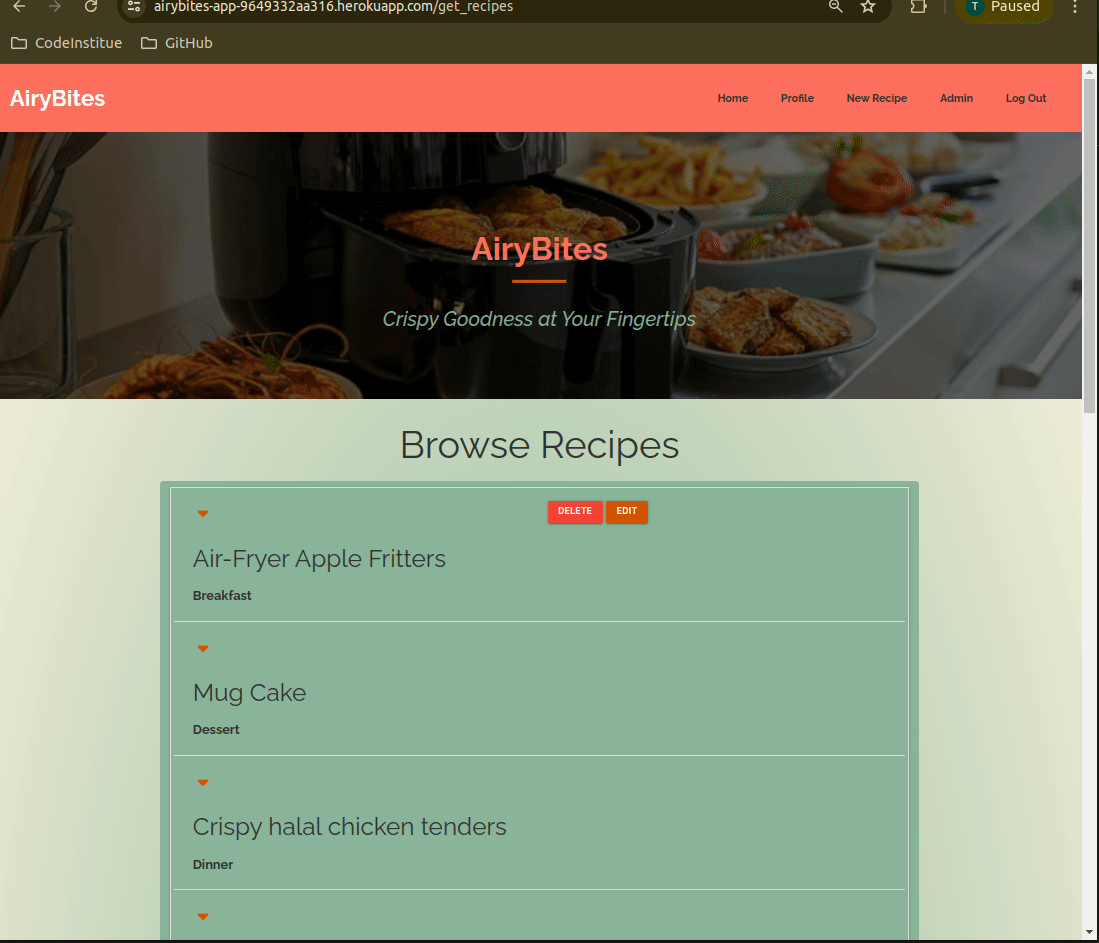 airybites-app-9649332aa316.herokuapp.com/get_recipes
T Paused
CodeInstitue GitHub
AiryBites
Home Profile New Recipe Admin Log Out
AiryBites
Crispy Goodness at Your Fingertips
Browse Recipes
DELETE EDIT
Air-Fryer Apple Fritters
Breakfast
Mug Cake
Dessert
Crispy halal chicken tenders
Dinner